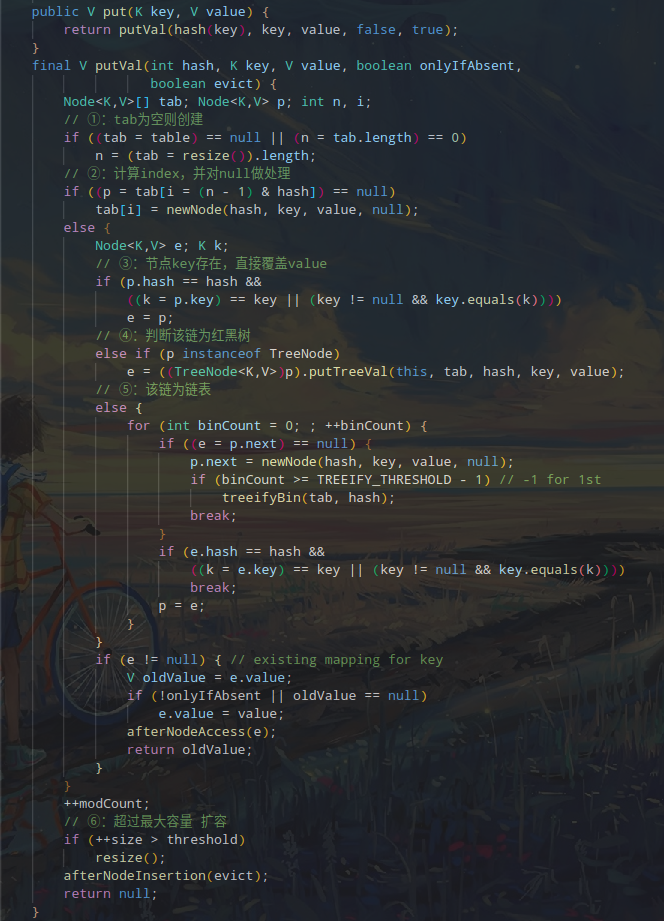 public V put(K key, V value) {
    return putVal(hash(key), key, value, false, true);
}
final V putVal(int hash, K key, V value, boolean onlyIfAbsent,
               boolean evict) {
    Node<K,V>[] tab; Node<K,V> p; int n, i;
    // ①：tab为空则创建
    if ((tab = table) == null || (n = tab.length) == 0)
        n = (tab = resize()).length;
    // ②：计算index，并对null做处理
    if ((p = tab[i = (n - 1) & hash]) == null)
        tab[i] = newNode(hash, key, value, null);
    else {
        Node<K,V> e; K k;
        // ③：节点key存在，直接覆盖value
        if (p.hash == hash &&
            ((k = p.key) == key || (key != null && key.equals(k))))
            e = p;
        // ④：判断该链为红黑树
        else if (p instanceof TreeNode)
            e = ((TreeNode<K,V>)p).putTreeVal(this, tab, hash, key, value);
        // ⑤：该链为链表
        else {
            for (int binCount = 0; ; ++binCount) {
                if ((e = p.next) == null) {
                    p.next = newNode(hash, key, value, null);
                    if (binCount >= TREEIFY_THRESHOLD - 1) // -1 for 1st
                        treeifyBin(tab, hash);
                    break;
                }
                if (e.hash == hash &&
                    ((k = e.key) == key || (key != null && key.equals(k))))
                    break;
                p = e;
            }
        }
        if (e != null) { // existing mapping for key
            V oldValue = e.value;
            if (!onlyIfAbsent || oldValue == null)
                e.value = value;
            afterNodeAccess(e);
            return oldValue;
        }
    }
    ++modCount;
    // ⑥：超过最大容量 扩容
    if (++size > threshold)
        resize();
    afterNodeInsertion(evict);
    return null;
}